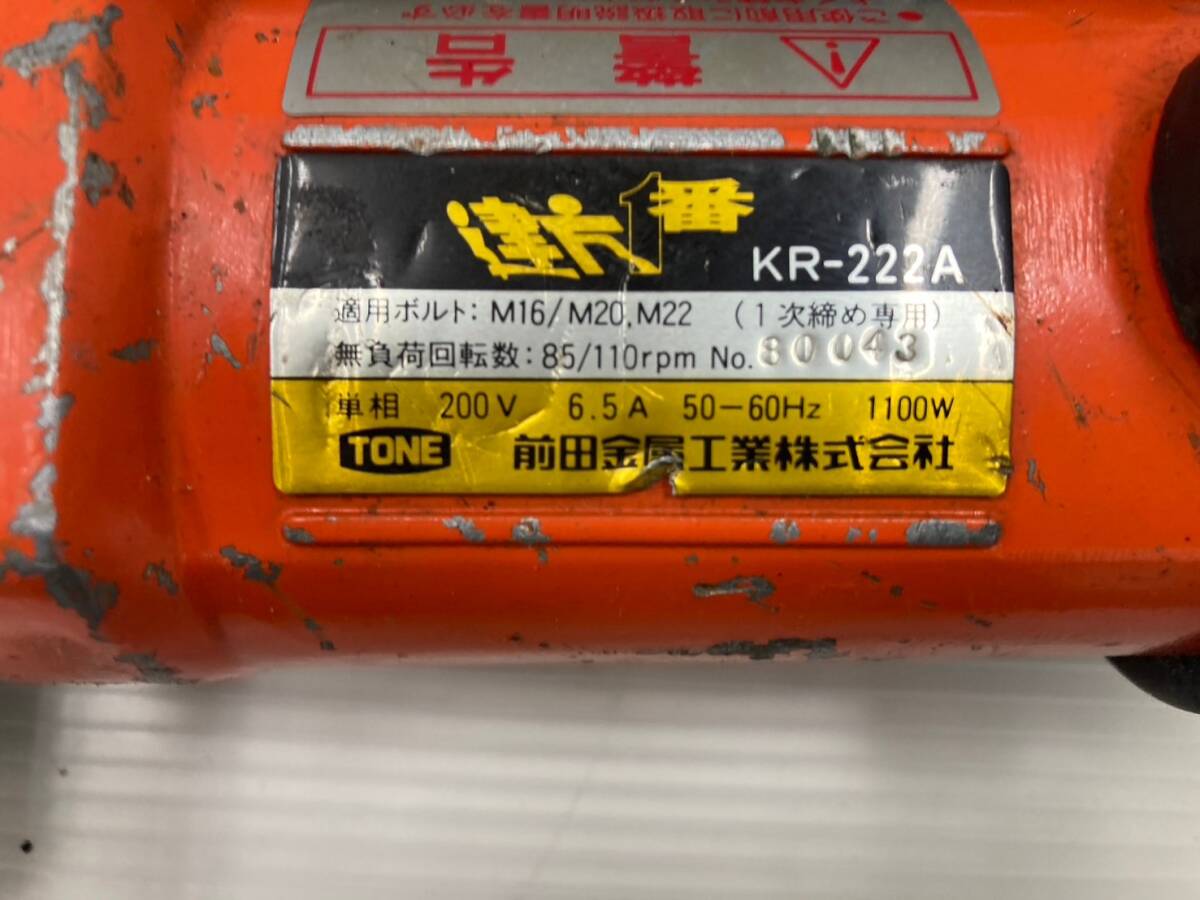 ●ご使用前に取扱説明書を必ず
警告
建方1番
KR-222A
適用ボルト: M16/M20,M22 (1次締め専用)
無負荷回転数: 85/110rpm No. 80043
単相 200V 6.5A 50-60Hz 1100W
TONE 前田金属工業株式会社